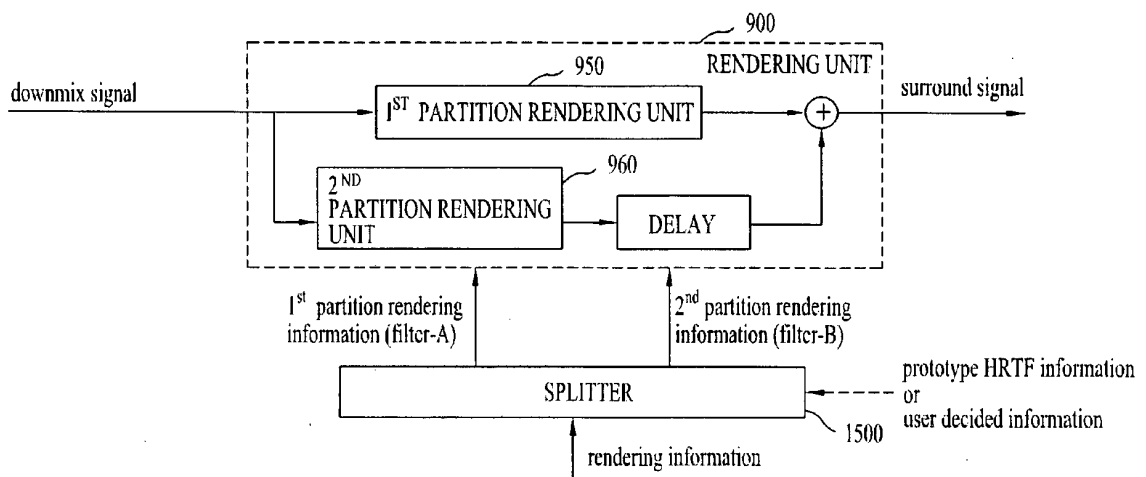 900
RENDERING UNIT
950
downmix signal
1ST PARTITION RENDERING UNIT
+
surround signal
960
2ND
PARTITION RENDERING
UNIT
DELAY
1st partition rendering
information (filter-A)
2nd partition rendering
information (filter-B)
SPLITTER
prototype HRTF information
or
user decided information
1500
rendering information